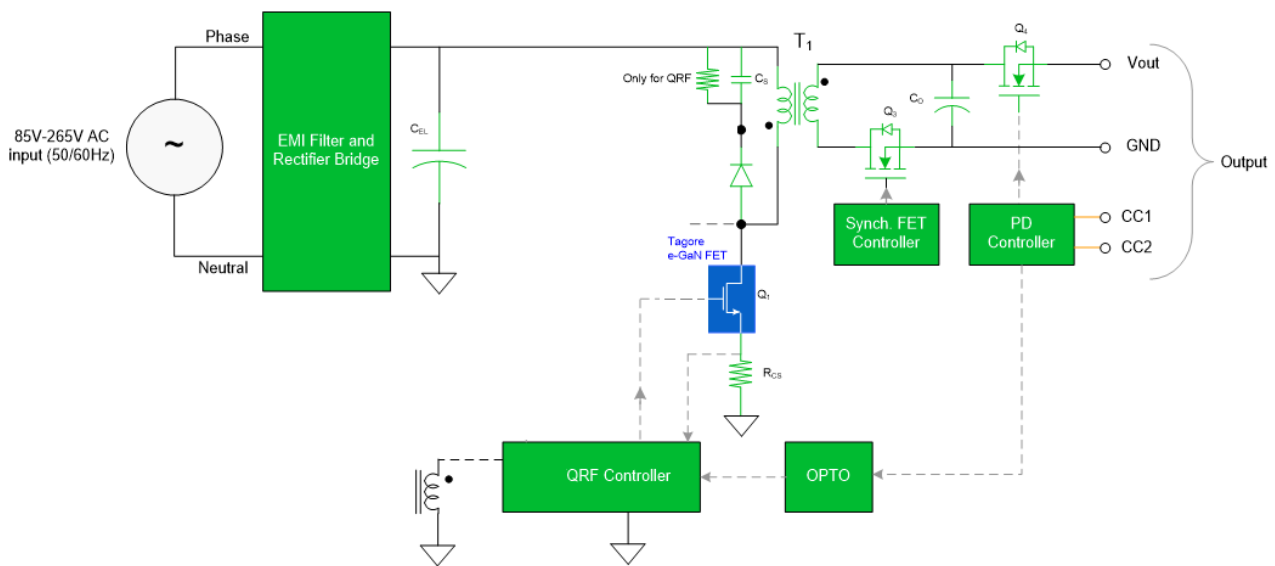 Phase
85V-265V AC
input (50/60Hz)
~
Neutral
EMI Filter and
Rectifier Bridge
CEL
Only for QRF
CS
T1
Q4
Vout
CO
Q3
GND
Output
Synch. FET
Controller
PD
Controller
CC1
CC2
Tagore
e-GaN FET
Q1
RCS
QRF Controller
OPTO